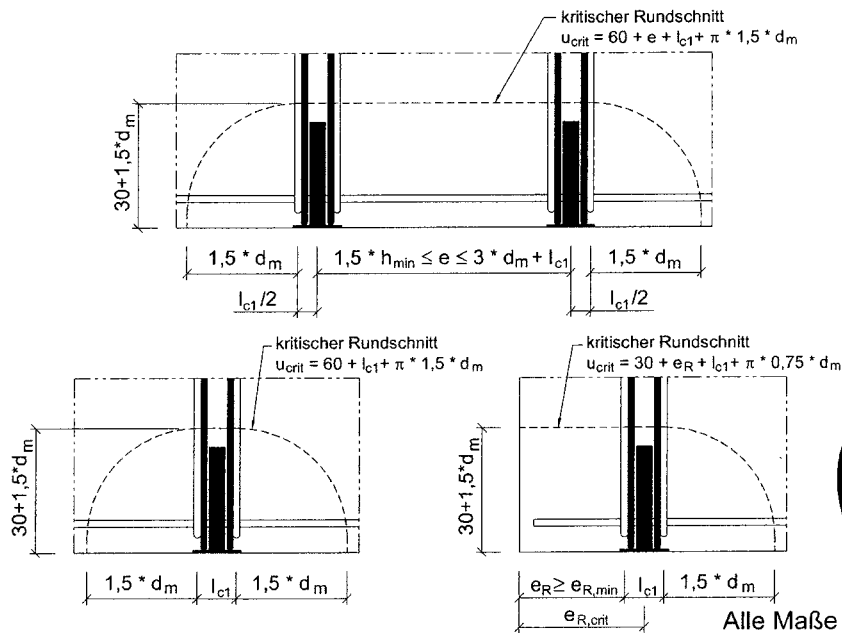 kritischer Rundschnitt
u_crit = 60 + e + l_c1 + π * 1,5 * d_m
30+1,5*d_m
1,5 * d_m
1,5 * h_min ≤ e ≤ 3 * d_m + l_c1
1,5 * d_m
l_c1/2
l_c1/2
kritischer Rundschnitt
u_crit = 60 + l_c1 + π * 1,5 * d_m
30+1,5*d_m
1,5 * d_m
l_c1
1,5 * d_m
kritischer Rundschnitt
u_crit = 30 + e_R + l_c1 + π * 0,75 * d_m
30+1,5*d_m
e_R ≥ e_R,min
l_c1
1,5 * d_m
e_R,crit
Alle Maße